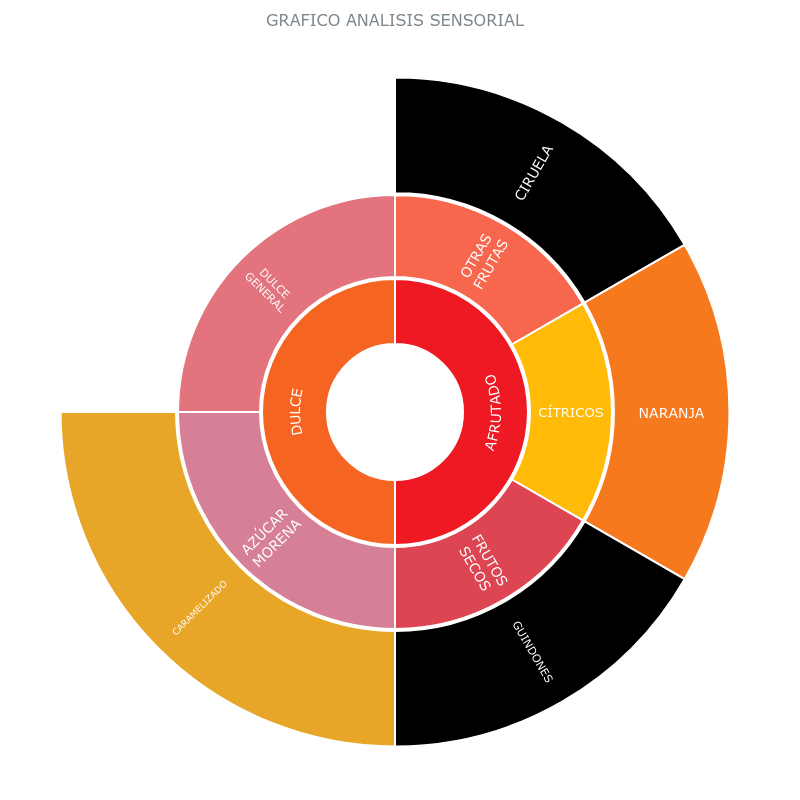 GRAFICO ANALISIS SENSORIAL
CIRUELA
OTRAS
FRUTAS
DULCE
GENERAL
DULCE
AFRUTADO
CÍTRICOS
NARANJA
AZÚCAR
MORENA
FRUTOS
SECOS
CARAMELIZADO
GUINDONES